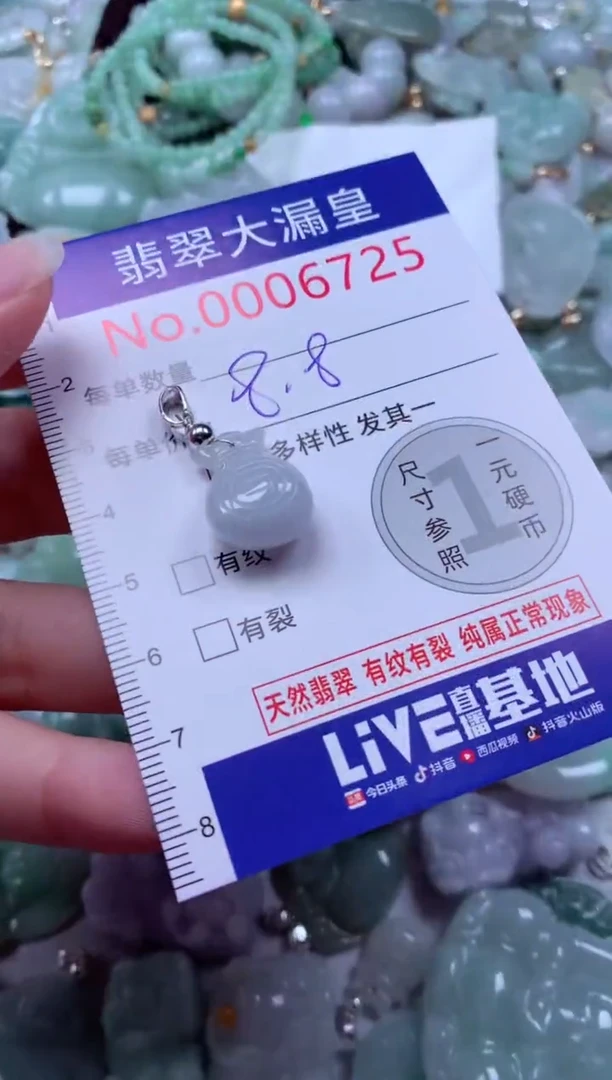 翡翠大漏皇
No.0006725
每单数量 8.8
每单价
多样性 发其一
一元硬币
1
尺寸参照
有纹
有裂
天然翡翠 有纹有裂 纯属正常现象
LiVE直播基地
今日头条 抖音 西瓜视频 抖音火山版
2
4
5
6
7
8